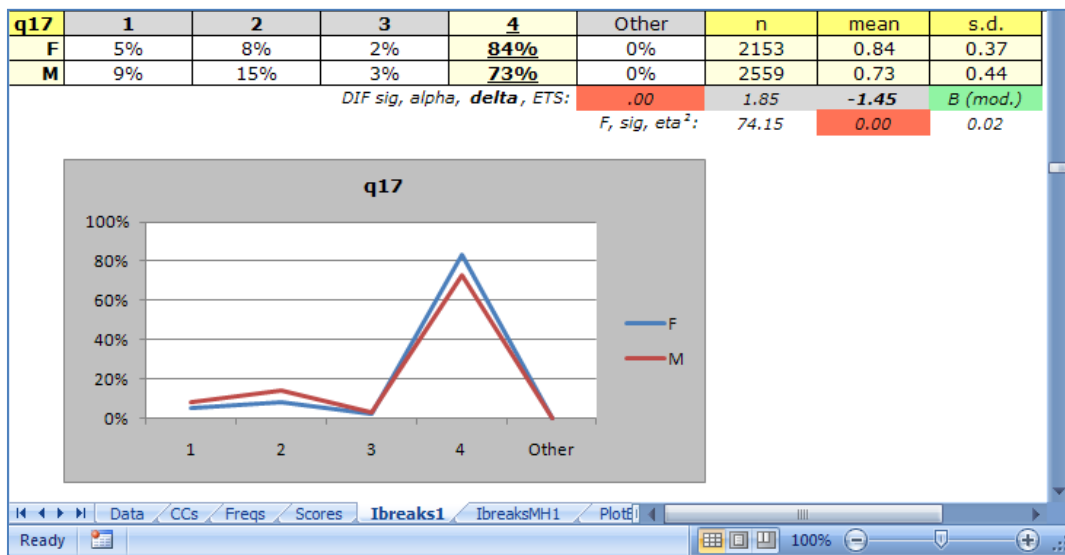 q17 1 2 3 4 Other n mean s.d.
F 5% 8% 2% 84% 0% 2153 0.84 0.37
M 9% 15% 3% 73% 0% 2559 0.73 0.44
DIF sig, alpha, delta, ETS: .00 1.85 -1.45 B (mod.)
F, sig, eta²: 74.15 0.00 0.02
q17
100%
80%
60%
40%
20%
0%
1 2 3 4 Other
F
M
Data CCs Freqs Scores Ibreaks1 IbreaksMH1
Ready 100%